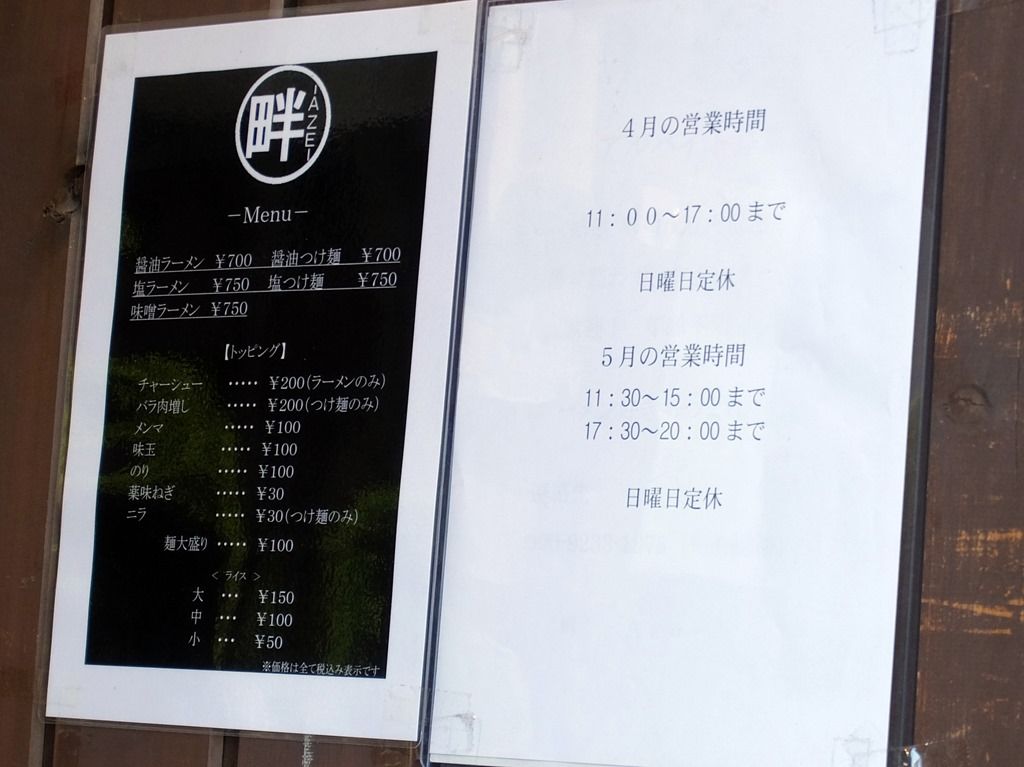 畔
IAZEI
－Menu－
醤油ラーメン ¥700 醤油つけ麺 ¥700
塩ラーメン ¥750 塩つけ麺 ¥750
味噌ラーメン ¥750
【トッピング】
チャーシュー ····· ¥200(ラーメンのみ)
バラ肉増し ····· ¥200(つけ麺のみ)
メンマ ····· ¥100
味玉 ····· ¥100
のり ····· ¥100
薬味ねぎ ····· ¥30
ニラ ····· ¥30(つけ麺のみ)
麺大盛り ····· ¥100
＜ ライス ＞
大 ··· ¥150
中 ··· ¥100
小 ··· ¥50
※価格は全て税込み表示です
４月の営業時間
11：００～17：00まで
日曜日定休
５月の営業時間
11：30～15：00まで
17：30～20：00まで
日曜日定休